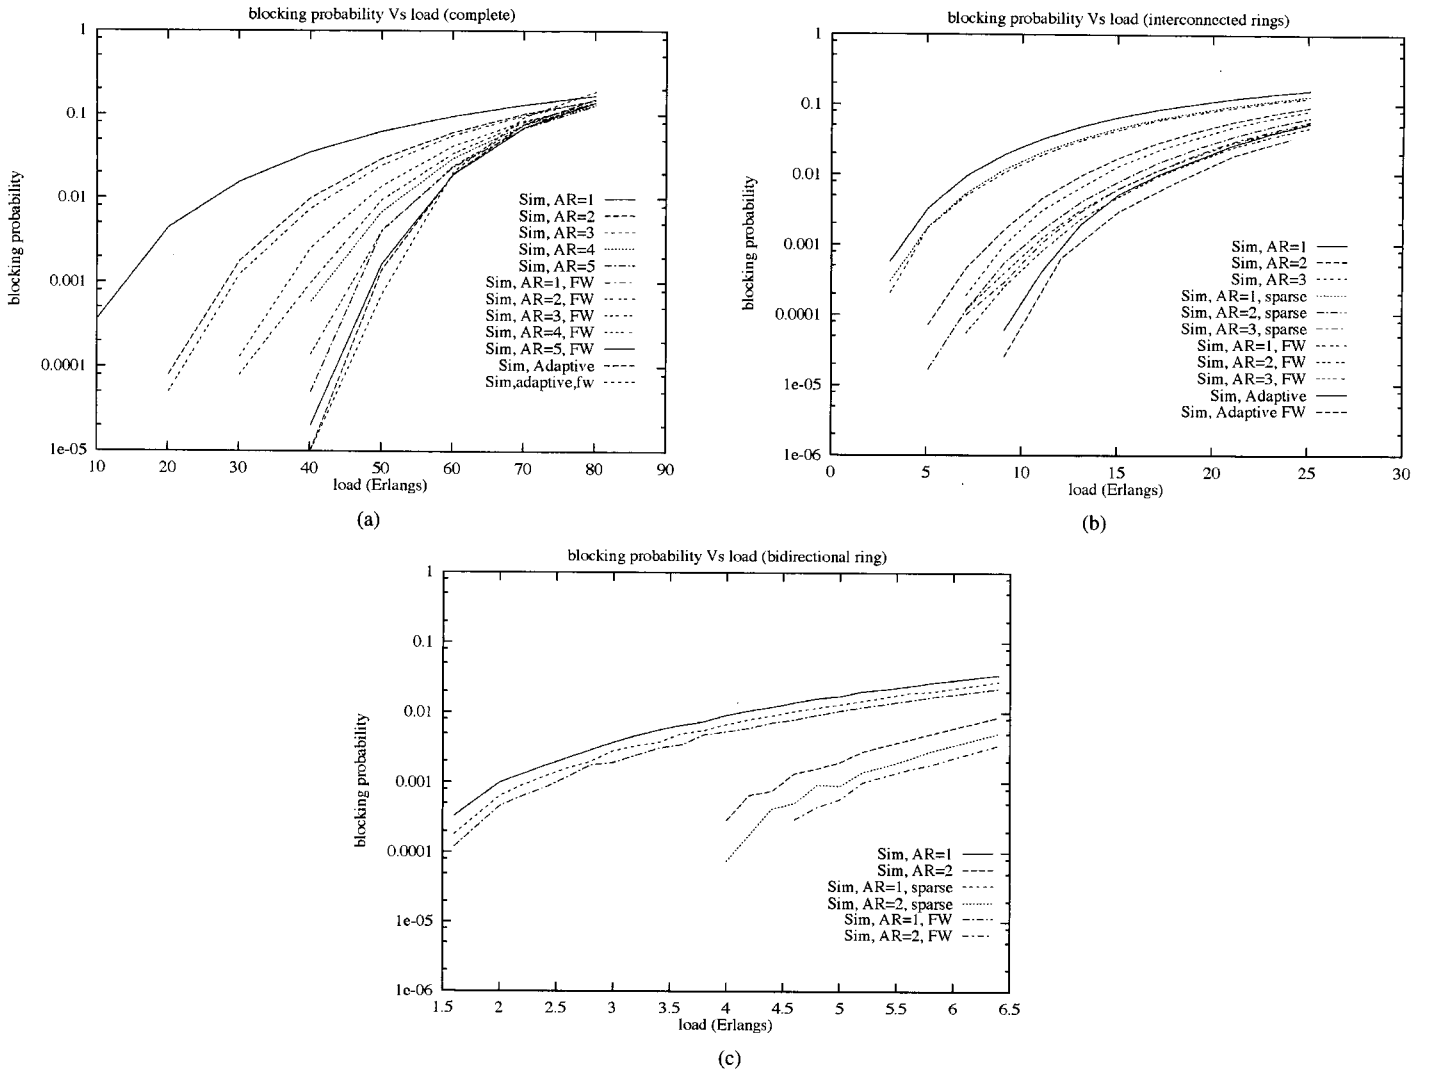 blocking probability Vs load (complete)
1
0.1
0.01
0.001
0.0001
1e-05
blocking probability
Sim, AR=1
Sim, AR=2
Sim, AR=3
Sim, AR=4
Sim, AR=5
Sim, AR=1, FW
Sim, AR=2, FW
Sim, AR=3, FW
Sim, AR=4, FW
Sim, AR=5, FW
Sim, Adaptive
Sim,adaptive,fw
10 20 30 40 50 60 70 80 90
load (Erlangs)
(a)
blocking probability Vs load (interconnected rings)
1
0.1
0.01
0.001
0.0001
1e-05
1e-06
blocking probability
Sim, AR=1
Sim, AR=2
Sim, AR=3
Sim, AR=1, sparse
Sim, AR=2, sparse
Sim, AR=3, sparse
Sim, AR=1, FW
Sim, AR=2, FW
Sim, AR=3, FW
Sim, Adaptive
Sim, Adaptive FW
0 5 10 15 20 25 30
load (Erlangs)
(b)
blocking probability Vs load (bidirectional ring)
1
0.1
0.01
0.001
0.0001
1e-05
1e-06
blocking probability
Sim, AR=1
Sim, AR=2
Sim, AR=1, sparse
Sim, AR=2, sparse
Sim, AR=1, FW
Sim, AR=2, FW
1.5 2 2.5 3 3.5 4 4.5 5 5.5 6 6.5
load (Erlangs)
(c)